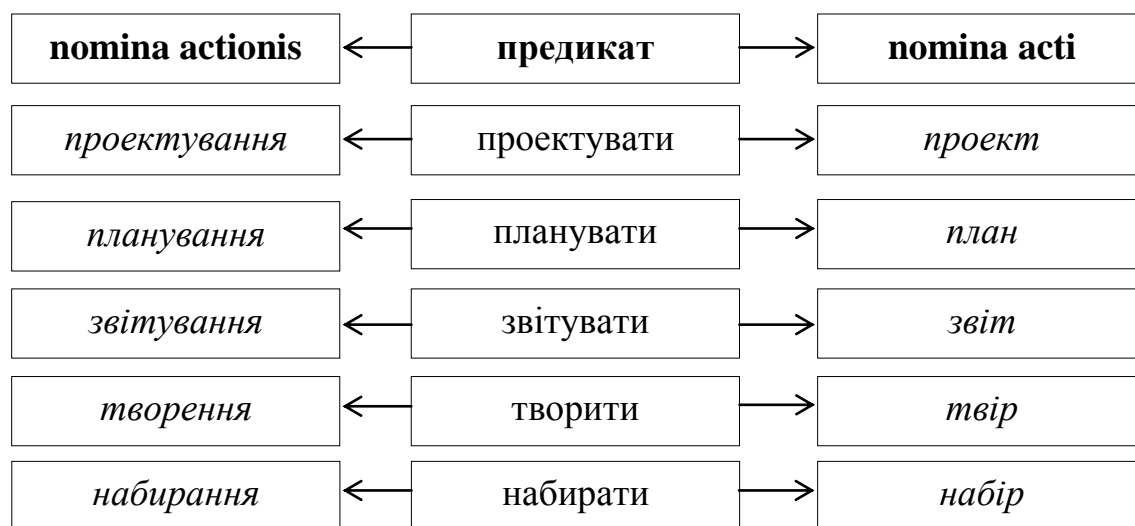 nomina actionis предикат nomina acti
проектування проектувати проект
планування планувати план
звітування звітувати звіт
творення творити твір
набирання набирати набір